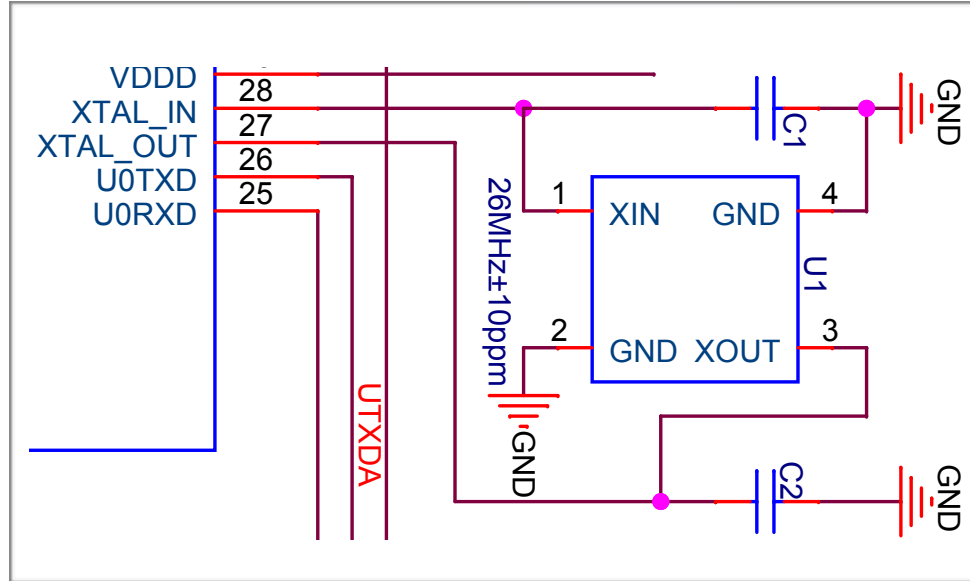 VDDD
28
XTAL_IN
27
XTAL_OUT
26
U0TXD
25
U0RXD
C1
GND
26MHz±10ppm
1
XIN
GND
4
U1
2
GND
XOUT
3
GND
UTXDA
C2
GND